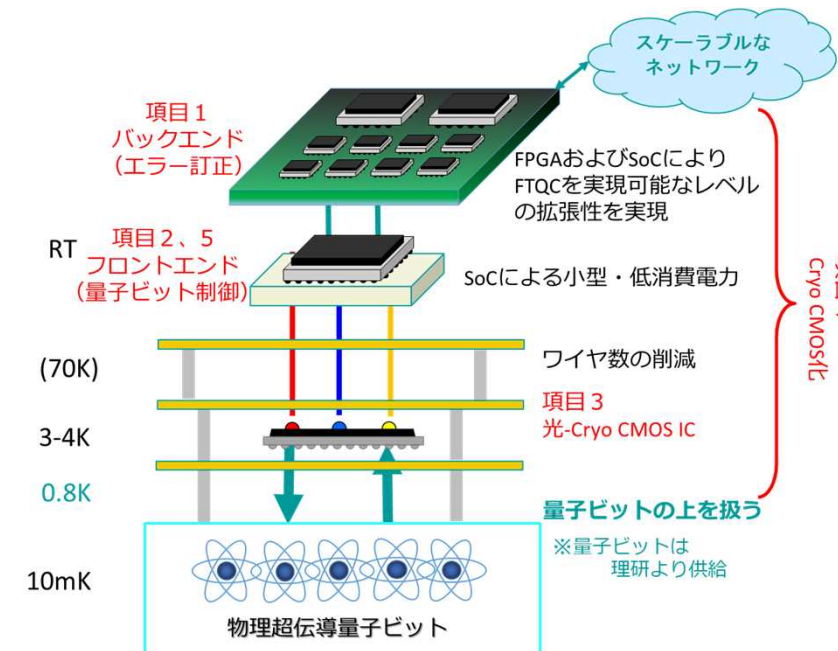 スケーラブルな
ネットワーク
項目1
バックエンド
(エラー訂正)
FPGAおよびSoCにより
FTQCを実現可能なレベル
の拡張性を実現
RT
項目2、5
フロントエンド
(量子ビット制御)
SoCによる小型・低消費電力
Cryo CMOS化
(70K)
ワイヤ数の削減
項目3
光-Cryo CMOS IC
3-4K
0.8K
量子ビットの上を扱う
※量子ビットは
理研より供給
10mK
物理超伝導量子ビット